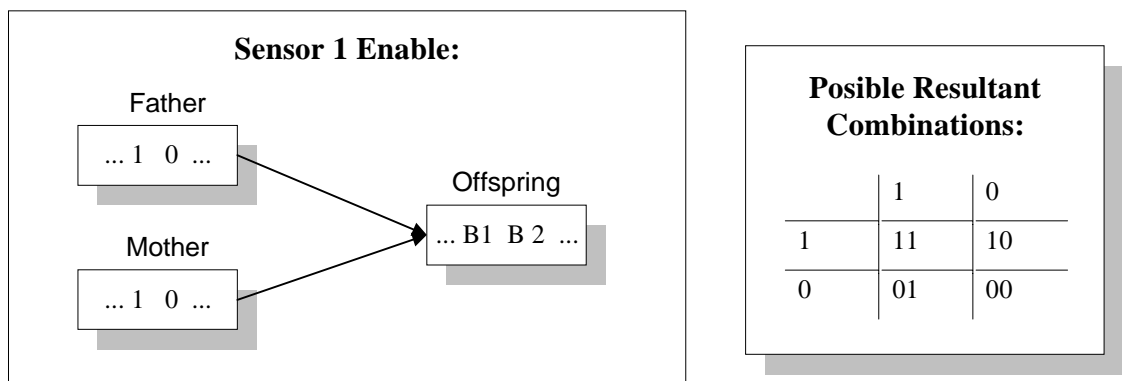 Sensor 1 Enable:
Father
... 1 0 ...
Mother
... 1 0 ...
Offspring
... B1 B 2 ...
Posible Resultant
Combinations:
1 0
1 11 10
0 01 00